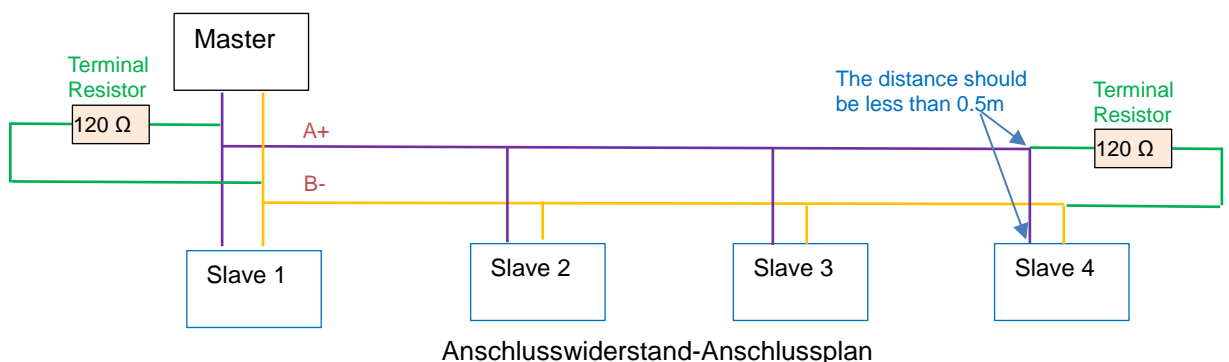 Master
Terminal
Resistor
120 Ω
A+
B-
The distance should
be less than 0.5m
Terminal
Resistor
120 Ω
Slave 1
Slave 2
Slave 3
Slave 4
Anschlusswiderstand-Anschlussplan